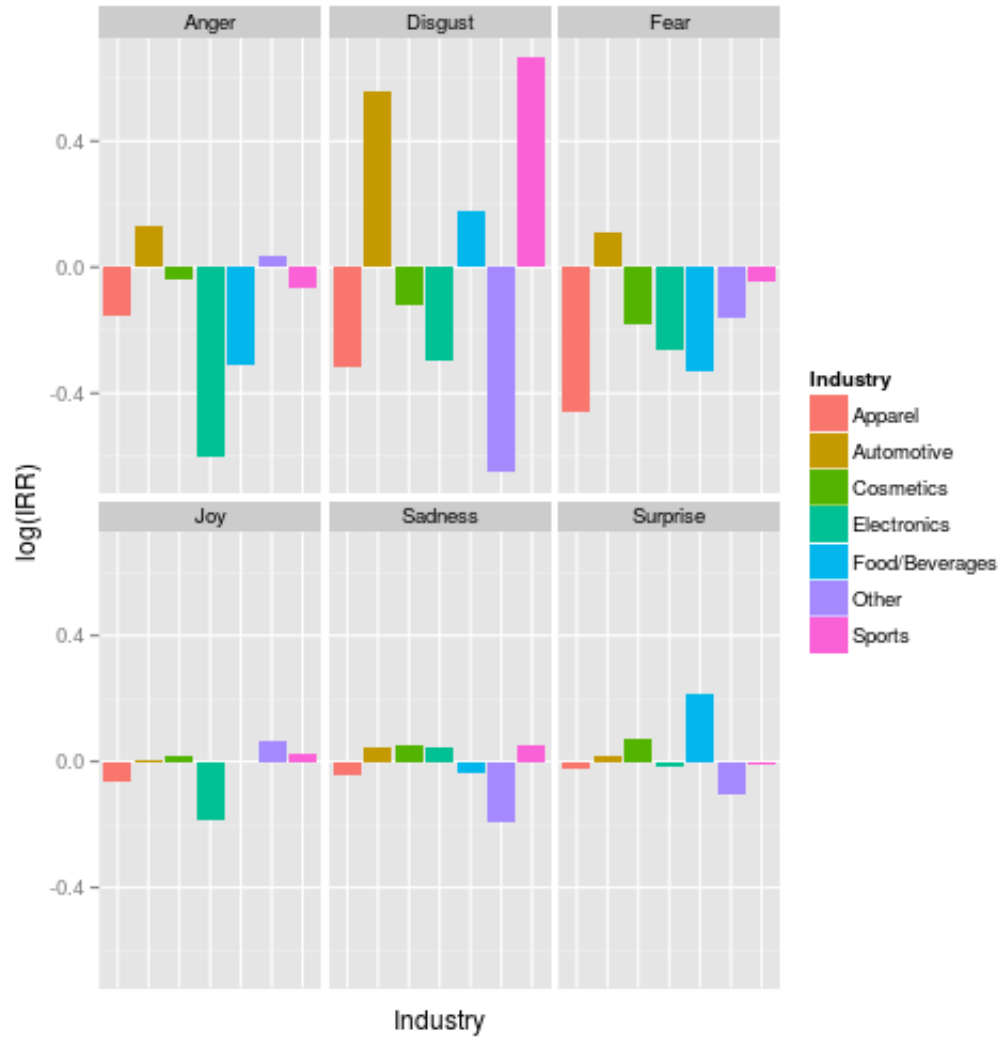 Anger
Disgust
Fear
0.4
0.0
-0.4
log(IRR)
Joy
Sadness
Surprise
0.4
0.0
-0.4
Industry
Industry
Apparel
Automotive
Cosmetics
Electronics
Food/Beverages
Other
Sports